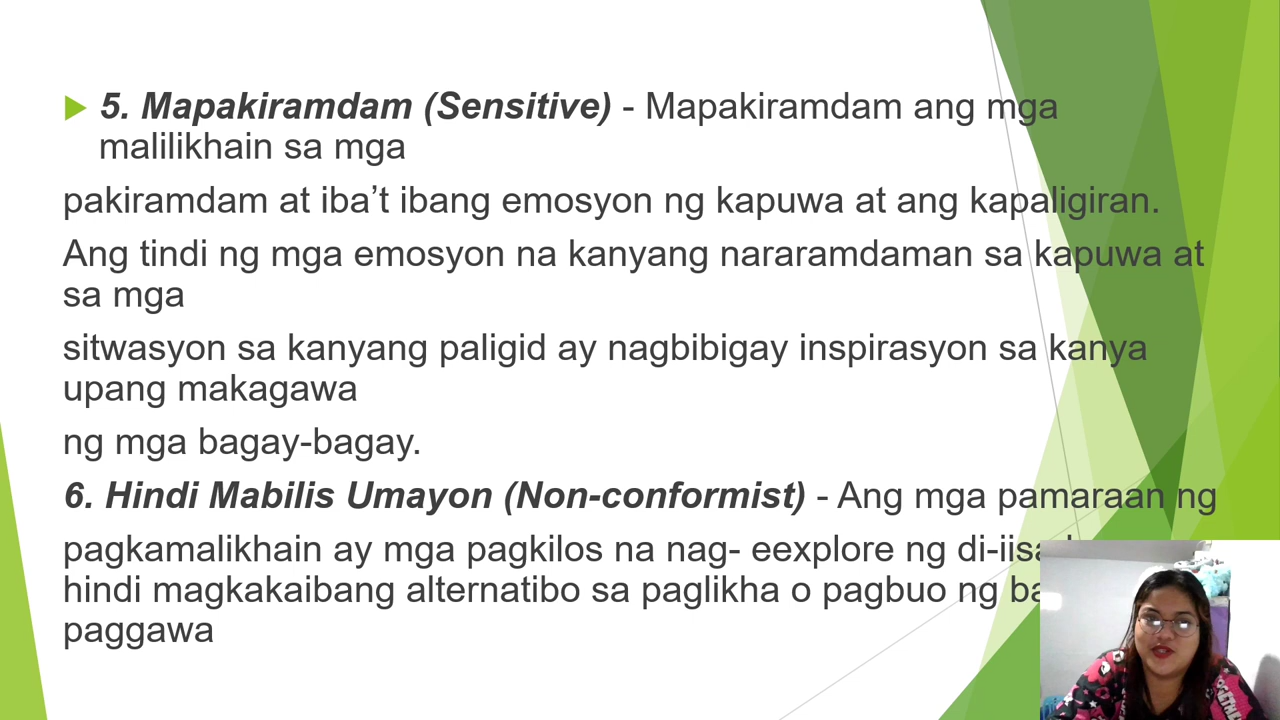 5. Mapakiramdam (Sensitive) - Mapakiramdam ang mga
malilikhain sa mga
pakiramdam at iba’t ibang emosyon ng kapuwa at ang kapaligiran.
Ang tindi ng mga emosyon na kanyang nararamdaman sa kapuwa at
sa mga
sitwasyon sa kanyang paligid ay nagbibigay inspirasyon sa kanya
upang makagawa
ng mga bagay-bagay.
6. Hindi Mabilis Umayon (Non-conformist) - Ang mga pamaraan ng
pagkamalikhain ay mga pagkilos na nag- eexplore ng
hindi magkakaibang alternatibo sa paglikha o pagbuo ng
paggawa